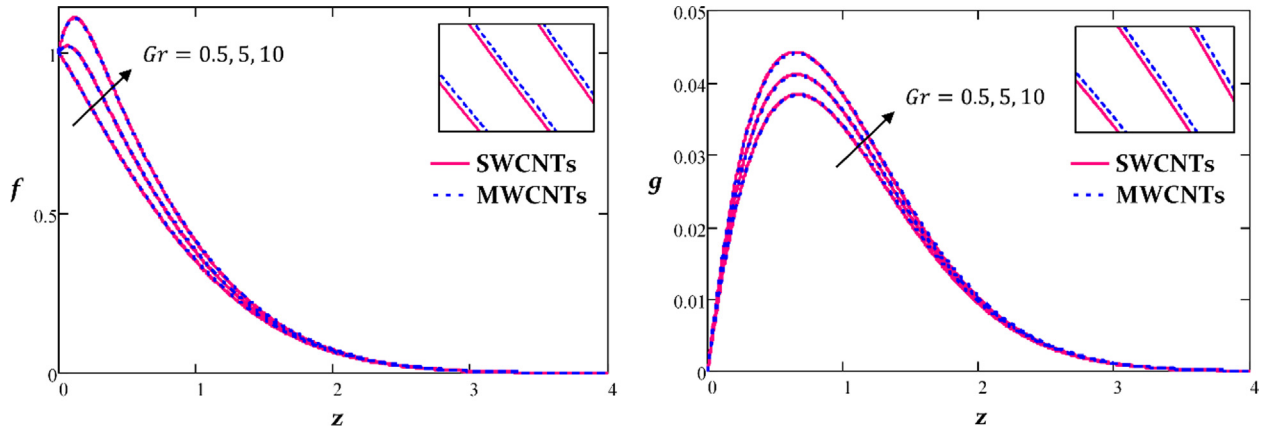 Gr = 0.5, 5, 10
SWCNTs
MWCNTs
f
1
0.5
0
0 1 2 3 4
z
Gr = 0.5, 5, 10
SWCNTs
MWCNTs
g
0.05
0.04
0.03
0.02
0.01
0
0 1 2 3 4
z